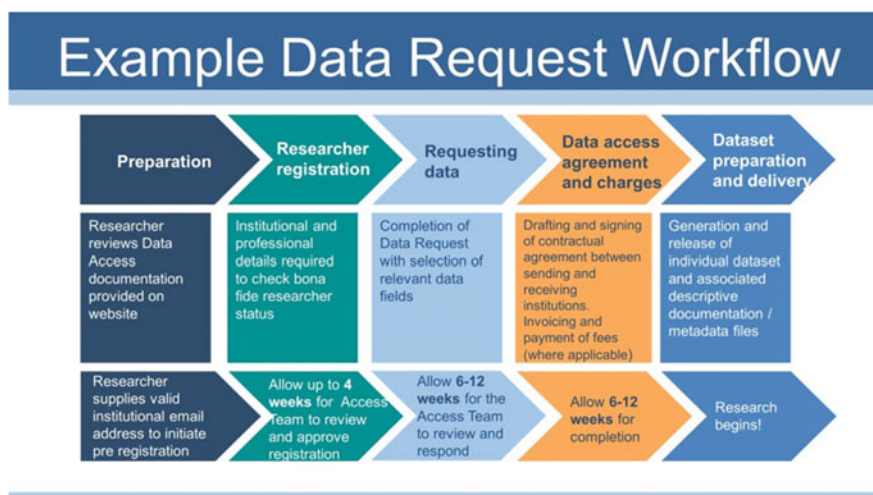 Example Data Request Workflow
Preparation
Researcher
registration
Requesting
data
Data access
agreement
and charges
Dataset
preparation
and delivery
Researcher
reviews Data
Access
documentation
provided on
website
Institutional and
professional
details required
to check bona
fide researcher
status
Completion of
Data Request
with selection of
relevant data
fields
Drafting and signing
of contractual
agreement between
sending and
receiving
institutions.
Invoicing and
payment of fees
(where applicable)
Generation and
release of
individual dataset
and associated
descriptive
documentation /
metadata files
Researcher
supplies valid
institutional email
address to initiate
pre registration
Allow up to 4
weeks for Access
Team to review
and approve
registration
Allow 6-12
weeks for the
Access Team
to review and
respond
Allow 6-12
weeks for
completion
Research
begins!